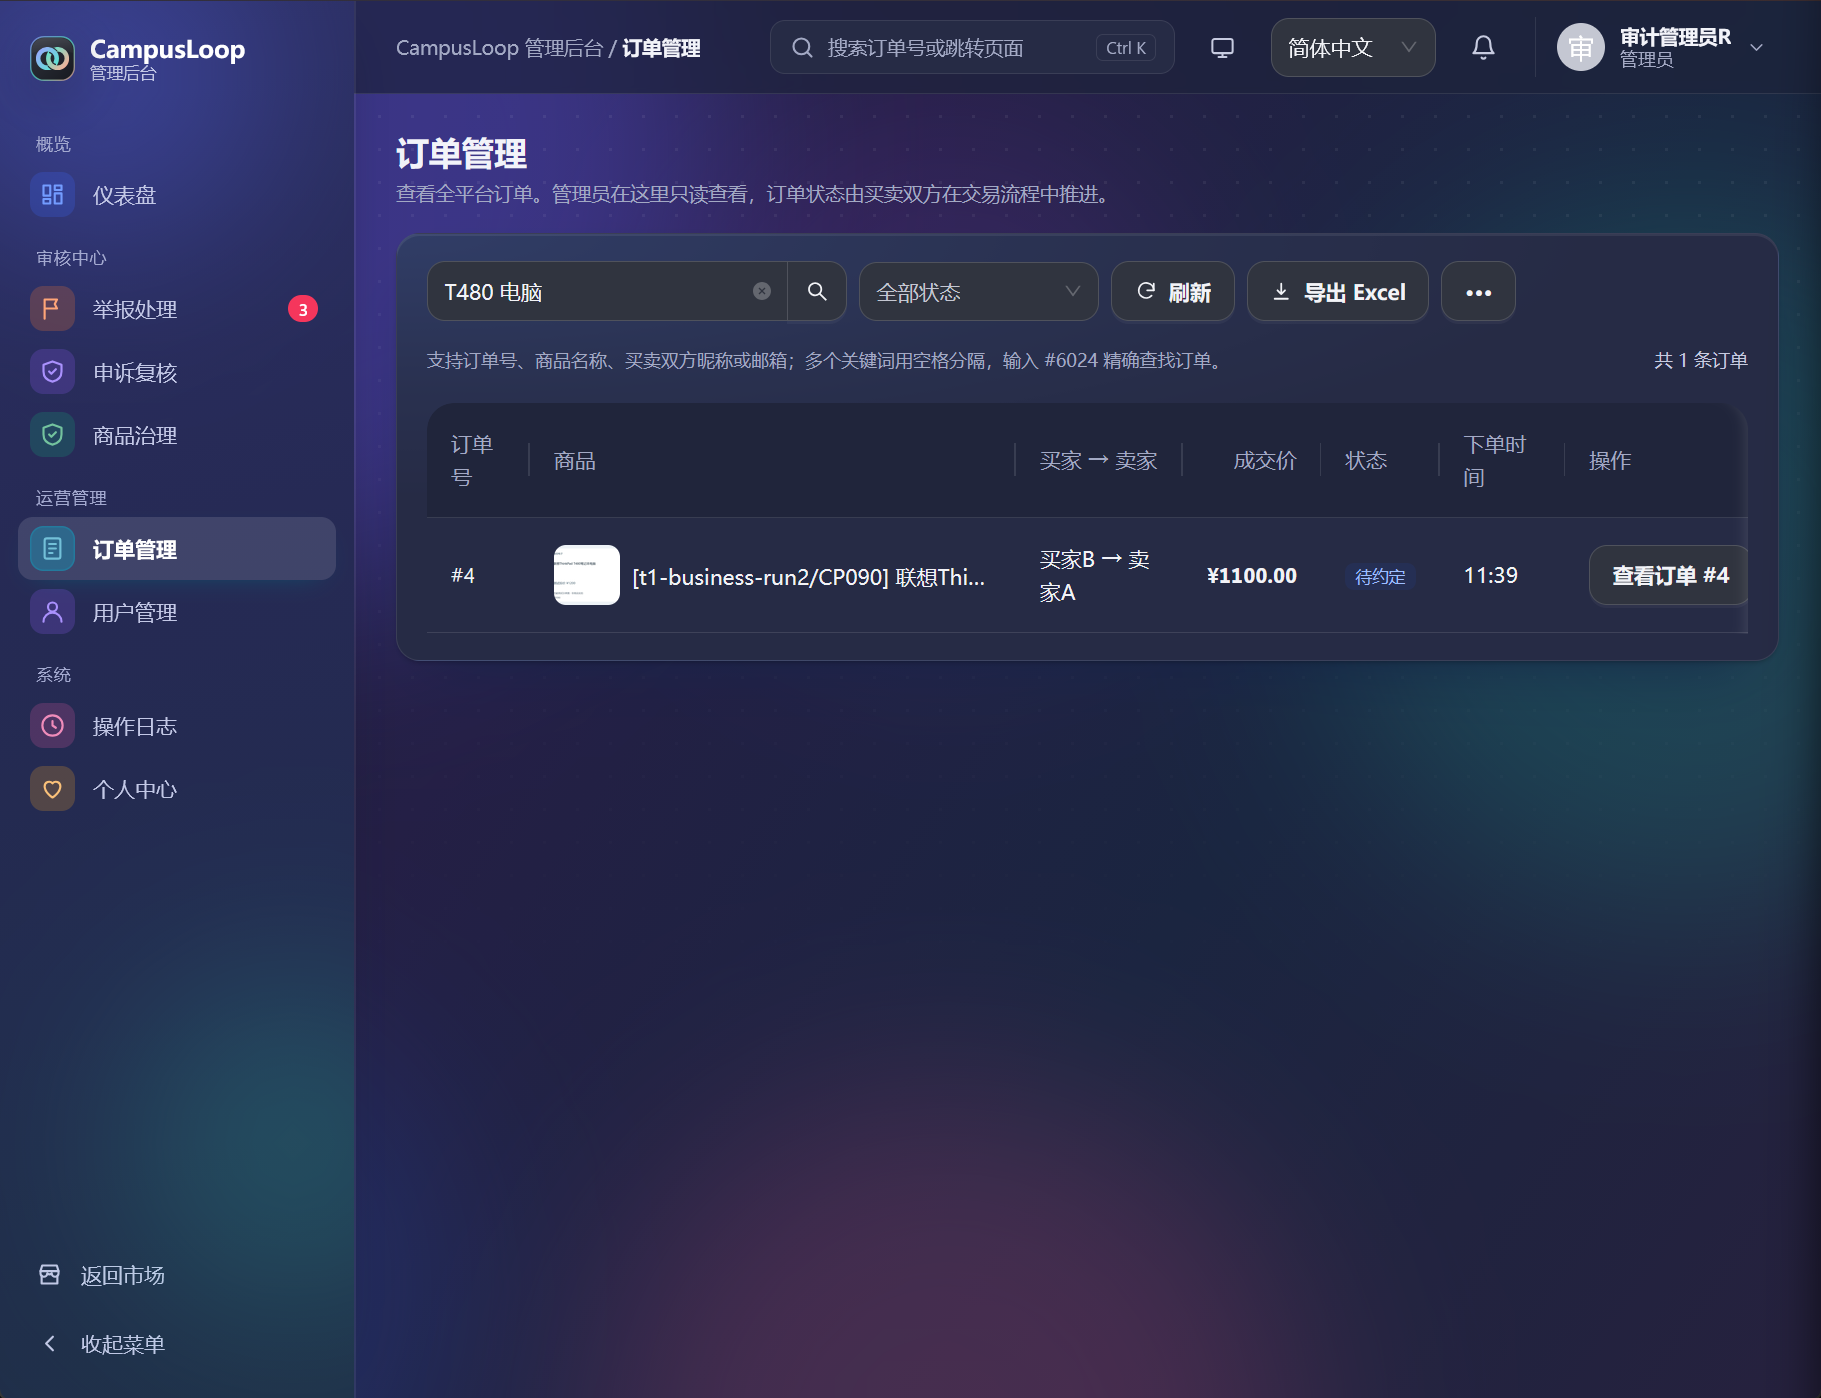 CampusLoop
管理后台
概览
仪表盘
审核中心
举报处理
3
申诉复核
商品治理
运营管理
订单管理
用户管理
系统
操作日志
个人中心
返回市场
收起菜单
CampusLoop 管理后台 / 订单管理
搜索订单号或跳转页面
Ctrl K
简体中文
审
审计管理员R
管理员
订单管理
查看全平台订单。管理员在这里只读查看，订单状态由买卖双方在交易流程中推进。
T480 电脑
全部状态
刷新
导出 Excel
•••
支持订单号、商品名称、买卖双方昵称或邮箱；多个关键词用空格分隔，输入 #6024 精确查找订单。
共 1 条订单
订单
号
商品
买家 → 卖家
成交价
状态
下单时
间
操作
#4
[t1-business-run2/CP090] 联想Thi...
买家B → 卖
家A
¥1100.00
待约定
11:39
查看订单 #4